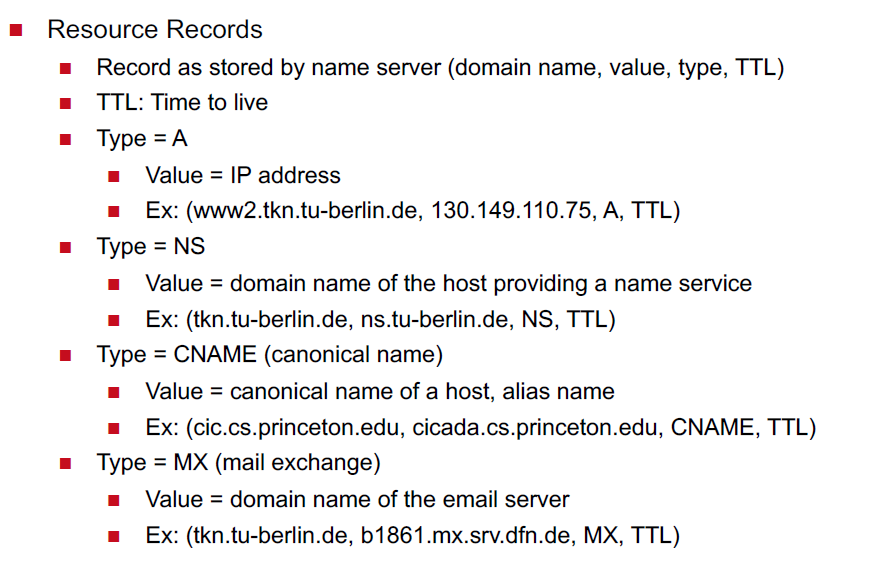 Resource Records
Record as stored by name server (domain name, value, type, TTL)
TTL: Time to live
Type = A
Value = IP address
Ex: (www2.tkn.tu-berlin.de, 130.149.110.75, A, TTL)
Type = NS
Value = domain name of the host providing a name service
Ex: (tkn.tu-berlin.de, ns.tu-berlin.de, NS, TTL)
Type = CNAME (canonical name)
Value = canonical name of a host, alias name
Ex: (cic.cs.princeton.edu, cicada.cs.princeton.edu, CNAME, TTL)
Type = MX (mail exchange)
Value = domain name of the email server
Ex: (tkn.tu-berlin.de, b1861.mx.srv.dfn.de, MX, TTL)